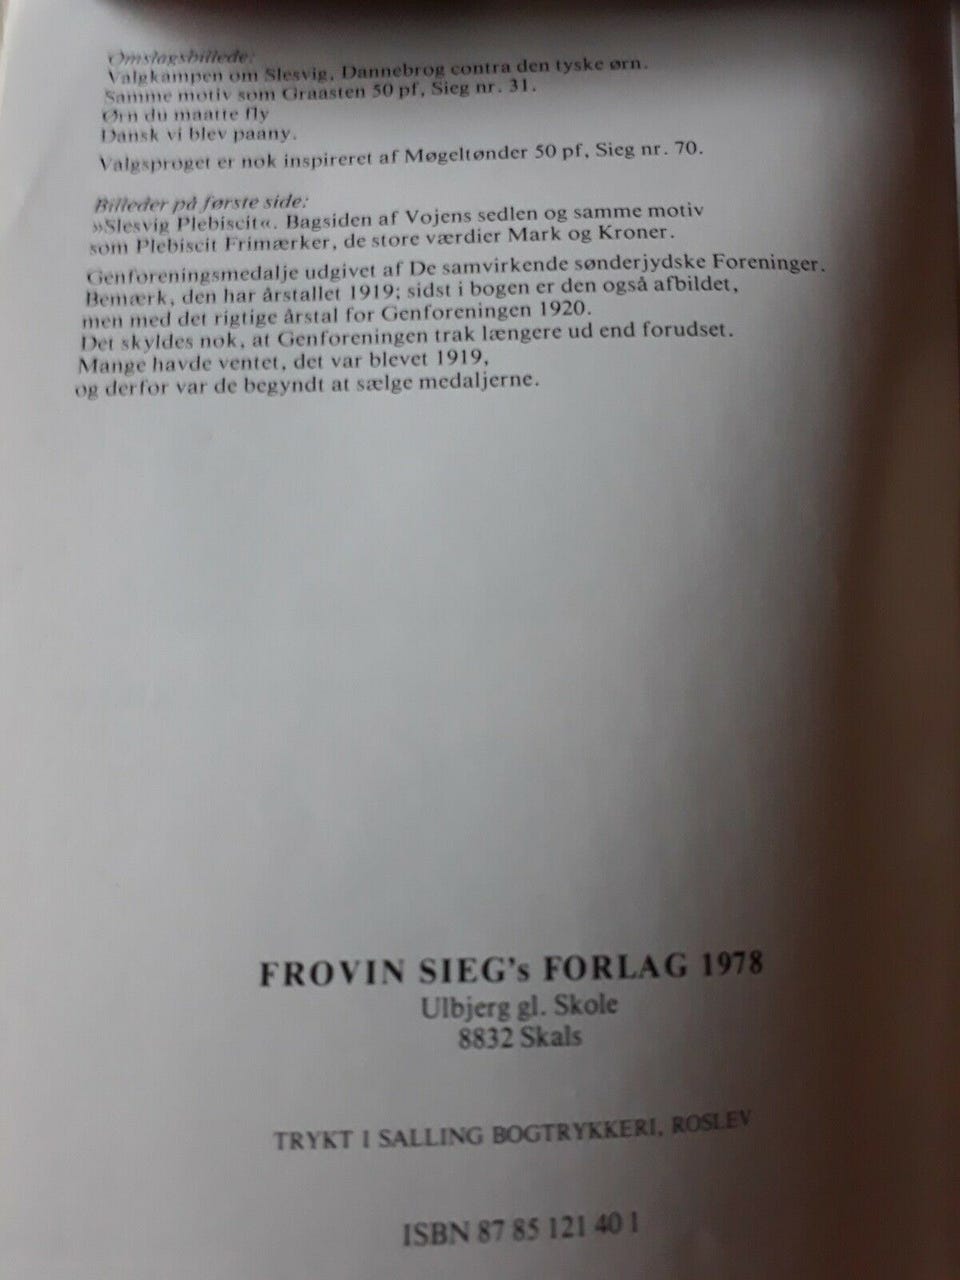 Omslagsbillede:
Valgkampen om Slesvig, Dannebrog contra den tyske ørn.
Samme motiv som Graasten 50 pf, Sieg nr. 31.
Ørn du maatte fly
Dansk vi blev paany.
Valgsproget er nok inspireret af Møgeltønder 50 pf, Sieg nr. 70.
Billeder på første side:
»Slesvig Plebiscit«. Bagsiden af Vojens sedlen og samme motiv
som Plebiscit Frimærker, de store værdier Mark og Kroner.
Genforeningsmedalje udgivet af De samvirkende sønderjydske Foreninger.
Bemærk, den har årstallet 1919; sidst i bogen er den også afbildet,
men med det rigtige årstal for Genforeningen 1920.
Det skyldes nok, at Genforeningen trak længere ud end forudset.
Mange havde ventet, det var blevet 1919,
og derfor var de begyndt at sælge medaljerne.
FROVIN SIEG's FORLAG 1978
Ulbjerg gl. Skole
8832 Skals
TRYKT I SALLING BOGTRYKKERI, ROSLEV
ISBN 87 85 121 40 1